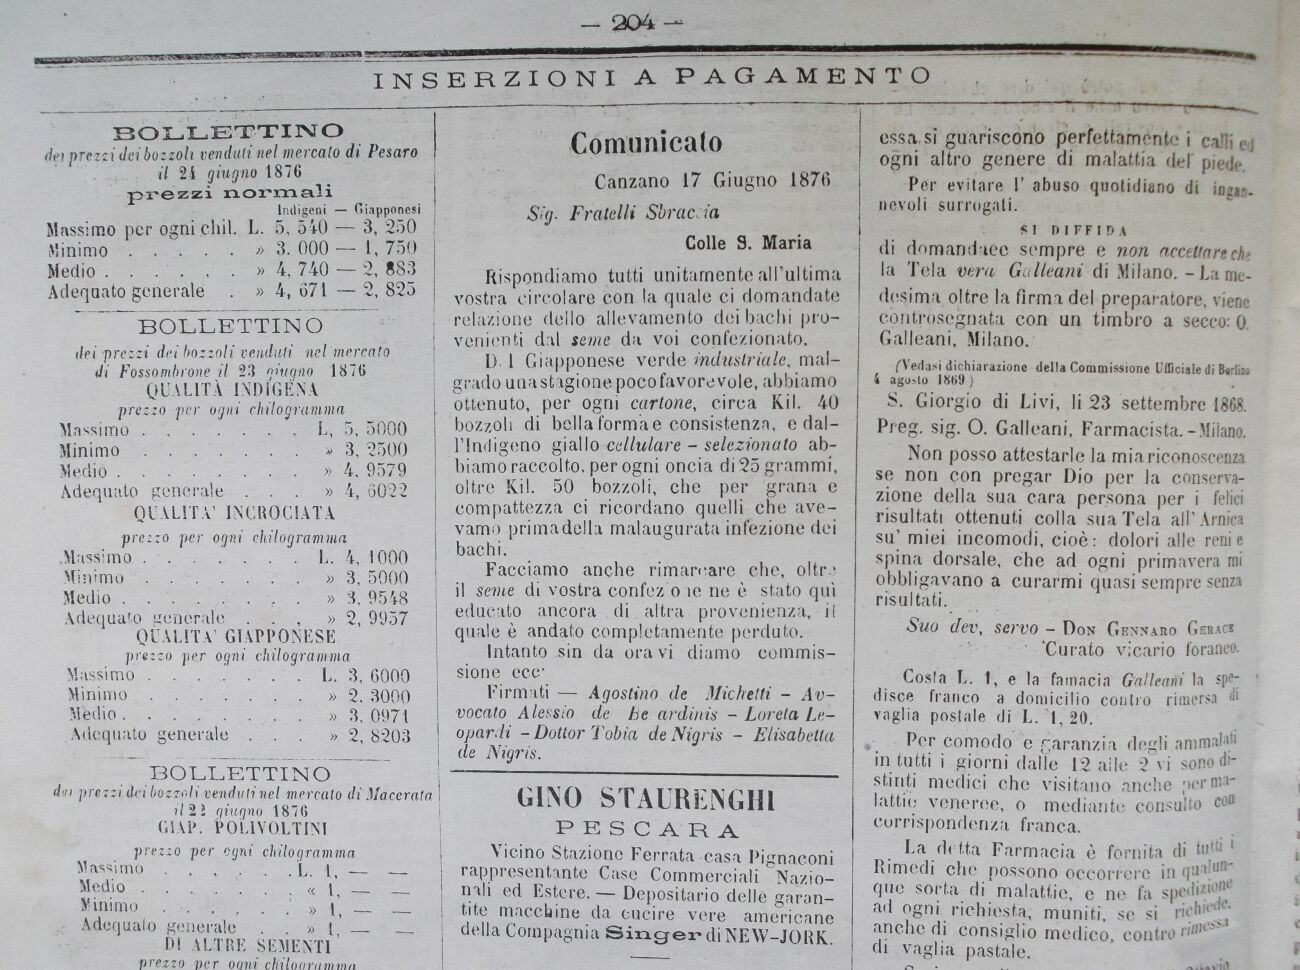 — 204 —
INSERZIONI A PAGAMENTO
BOLLETTINO
dei prezzi dei bozzoli venduti nel mercato di Pesaro
il 24 giugno 1876
prezzi normali
Indigeni — Giapponesi
Massimo per ogni chil. L. 5, 540 — 3, 250
Minimo . . . . . » 3. 000 — 1, 750
Medio . . . . . . » 4, 740 — 2, 883
Adequato generale . » 4, 671 — 2, 825
BOLLETTINO
dei prezzi dei bozzoli venduti nel mercato
di Fossombrone il 23 giugno 1876
QUALITÀ INDIGENA
prezzo per ogni chilogramma
Massimo . . . . . . . L, 5, 5000
Minimo . . . . . . . » 3, 2500
Medio . . . . . . . . » 4, 9579
Adequato generale . . . » 4, 6022
QUALITA' INCROCIATA
prezzo per ogni chilogramma
Massimo . . . . . . . L. 4, 1000
Minimo . . . . . . . » 3, 5000
Medio . . . . . . . . » 3, 9548
Adequato generale . . , » 2, 9957
QUALITA' GIAPPONESE
prezzo per ogni chilogramma
Massimo . . . . . . . L. 3, 6000
Minimo . . . . . . . » 2, 3000
Medio . . . . . . . . » 3, 0971
Adequato generale . . . » 2, 8203
BOLLETTINO
dei prezzi dei bozzoli venduti nel mercato di Macerata
giugno 1876
GIAP. POLIVOLTINI
prezzo per ogni chilogramma
Massimo . . . . . . L. 1, — —
Medio . . . . . . . « 1, — —
Minimo . . . . . . » 1, — —
Adequato generale . . » 1, — —
DI ALTRE SEMENTI
prezzo per ogni chilogramma
Comunicato
Canzano 17 Giugno 1876
Sig. Fratelli Sbraccia
Colle S. Maria
Rispondiamo tutti unitamente all'ultima
vostra circolare con la quale ci domandate
relazione dello allevamento dei bachi pro-
venienti dal seme da voi confezionato.
D. l Giapponese verde industriale, mal-
grado una stagione poco favorevole, abbiamo
ottenuto, per ogni cartone, circa Kil. 40
bozzoli di bella forma e consistenza, e dal-
l'Indigeno giallo cellulare - selezionato ab-
biamo raccolto, per ogni oncia di 25 grammi,
oltre Kil. 50 bozzoli, che per grana e
compattezza ci ricordano quelli che ave-
vamo prima della malaugurata infezione dei
bachi.
Facciamo anche rimarcare che, oltre
il seme di vostra confezione ne è stato quì
educato ancora di altra provenienza, il
quale è andato completamente perduto.
Intanto sin da ora vi diamo commis-
sione ecc.
Firmati — Agostino de Michetti - Av-
vocato Alessio de Be ardinis - Loreta Le-
opardi - Dottor Tobia de Nigris - Elisabetta
de Nigris.
GINO STAURENGHI
PESCARA
Vicino Stazione Ferrata casa Pignaconi
rappresentante Case Commerciali Nazio-
nali ed Estere. — Depositario delle garan-
tite macchine da cucire vere americane
della Compagnia Singer di NEW-JORK.
essa si guariscono perfettamente i calli ed
ogni altro genere di malattia del piede.
Per evitare l' abuso quotidiano di ingan-
nevoli surrogati.
SI DIFFIDA
di domandaee sempre e non accettare che
la Tela vera Galleani di Milano. - La me-
desima oltre la firma del preparatore, viene
controsegnata con un timbro a secco: O.
Galleani, Milano.
(Vedasi dichiarazione della Commissione Ufficiale di Berlino
4 agosto 1869)
S. Giorgio di Livi, li 23 settembre 1868.
Preg. sig. O. Galleani, Farmacista. - Milano.
Non posso attestarle la mia riconoscenza
se non con pregar Dio per la conserva-
zione della sua cara persona per i felici
risultati ottenuti colla sua Tela all' Arnica
su' miei incomodi, cioè: dolori alle reni e
spina dorsale, che ad ogni primavera mi
obbligavano a curarmi quasi sempre senza
risultati.
Suo dev, servo - DON GENNARO GERACE
Curato vicario foraneo.
Costa L. 1, e la famacia Galleani la spe-
disce franco a domicilio contro rimersa di
vaglia postale di L. 1, 20.
Per comodo e garanzia degli ammalati
in tutti i giorni dalle 12 alle 2 vi sono di-
stinti medici che visitano anche per ma-
lattie veneree, o mediante consulto con
corrispondenza franca.
La detta Farmacia è fornita di tutti i
Rimedi che possono occorrere in qualun-
que sorta di malattie, e ne fa spedizione
ad ogni richiesta, muniti, se si richiede,
anche di consiglio medico, contro rimessa
di vaglia pastale.